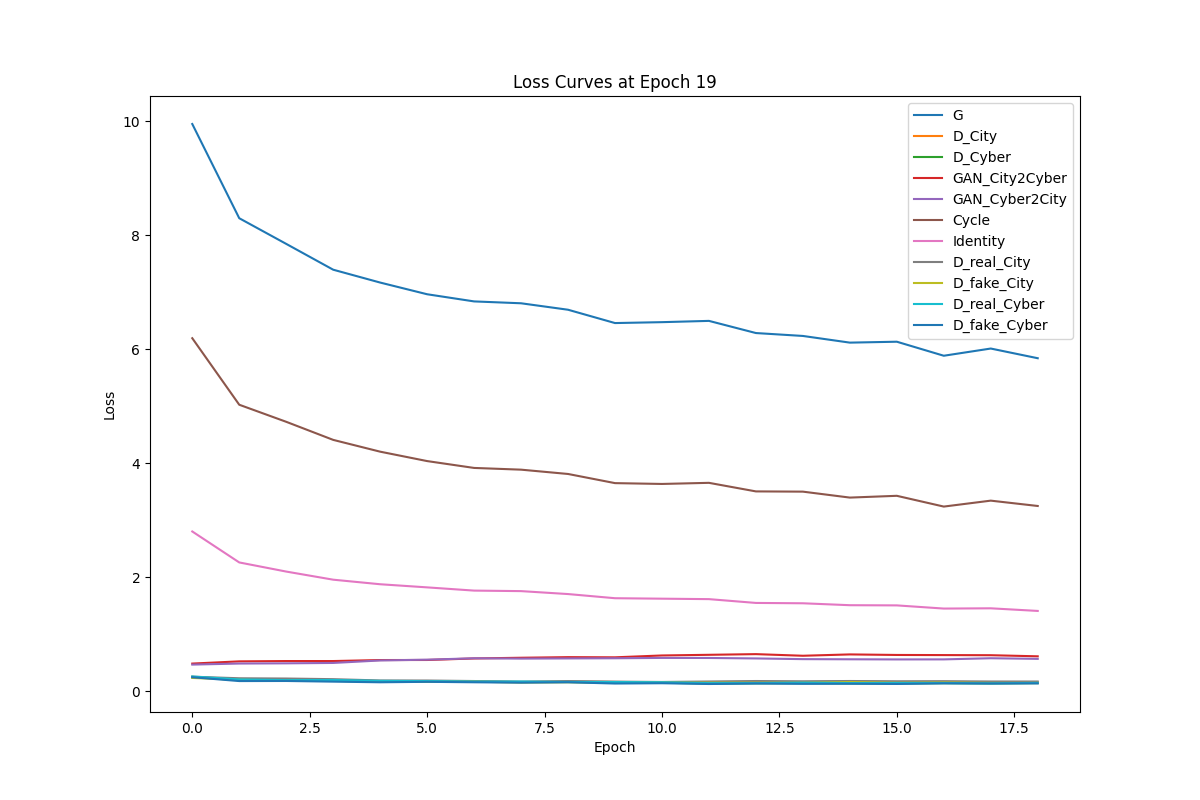 Loss Curves at Epoch 19
10
8
6
4
2
0
Loss
0.0
2.5
5.0
7.5
10.0
12.5
15.0
17.5
Epoch
G
D_City
D_Cyber
GAN_City2Cyber
GAN_Cyber2City
Cycle
Identity
D_real_City
D_fake_City
D_real_Cyber
D_fake_Cyber